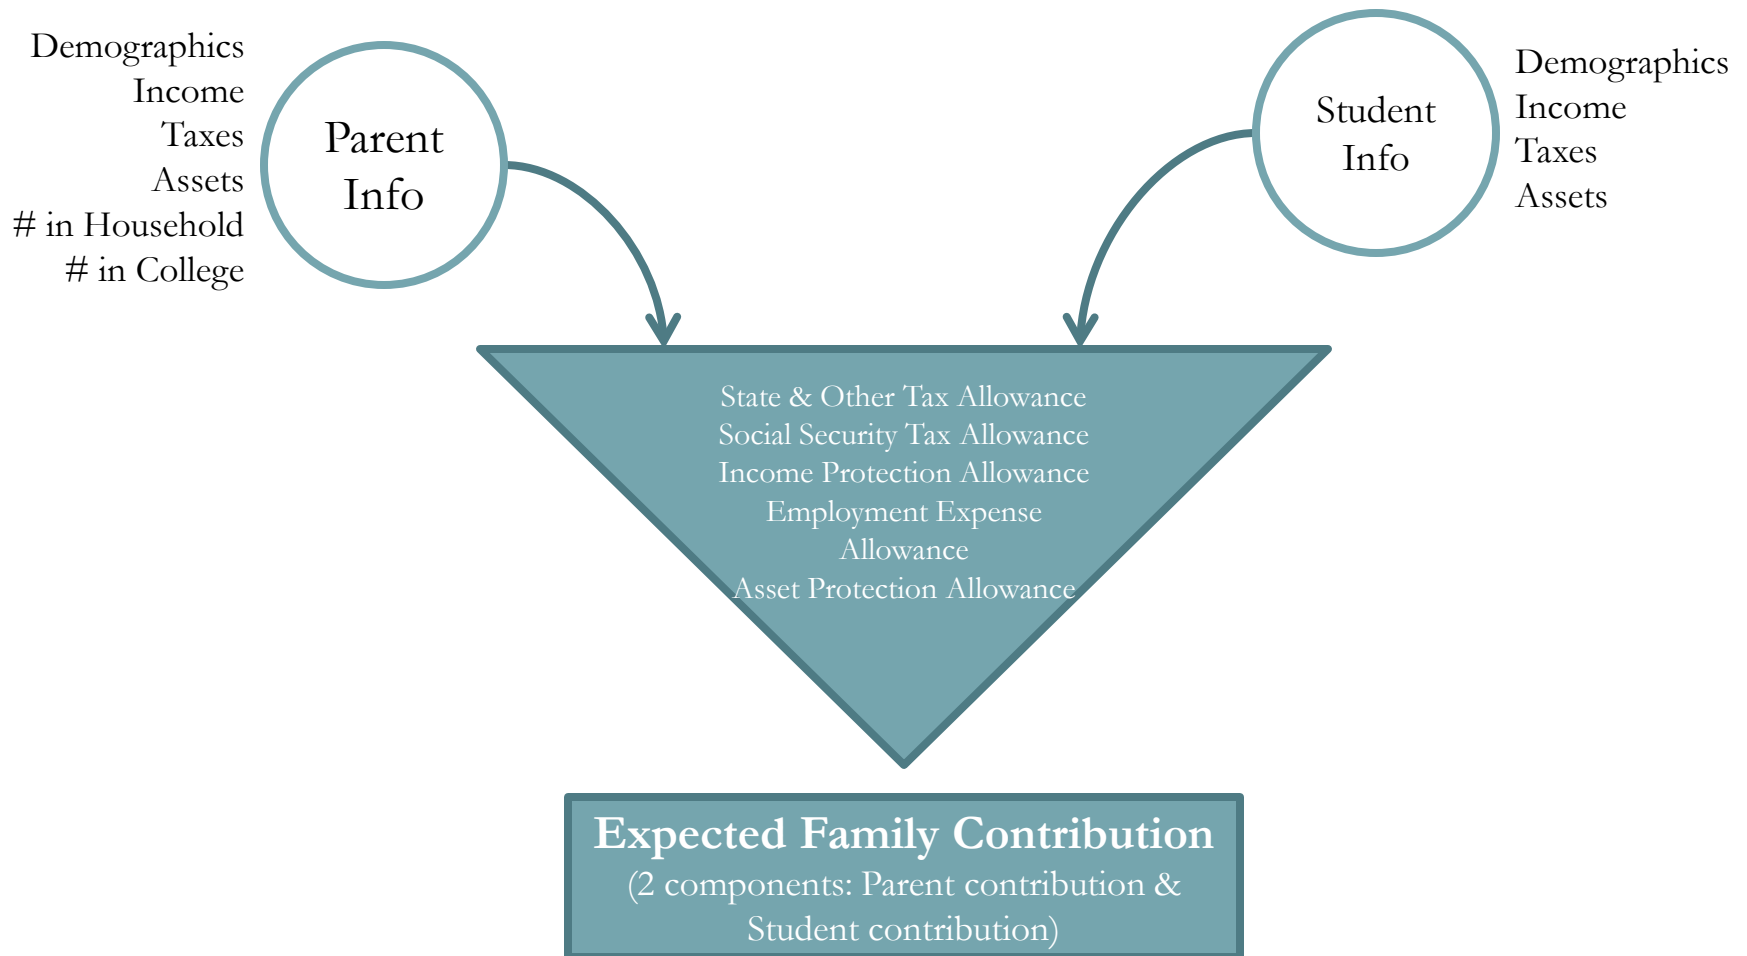 Demographics
Income
Taxes
Assets
# in Household
# in College
Parent
Info
Student
Info
Demographics
Income
Taxes
Assets
State & Other Tax Allowance
Social Security Tax Allowance
Income Protection Allowance
Employment Expense
Allowance
Asset Protection Allowance
Expected Family Contribution
(2 components: Parent contribution &
Student contribution)